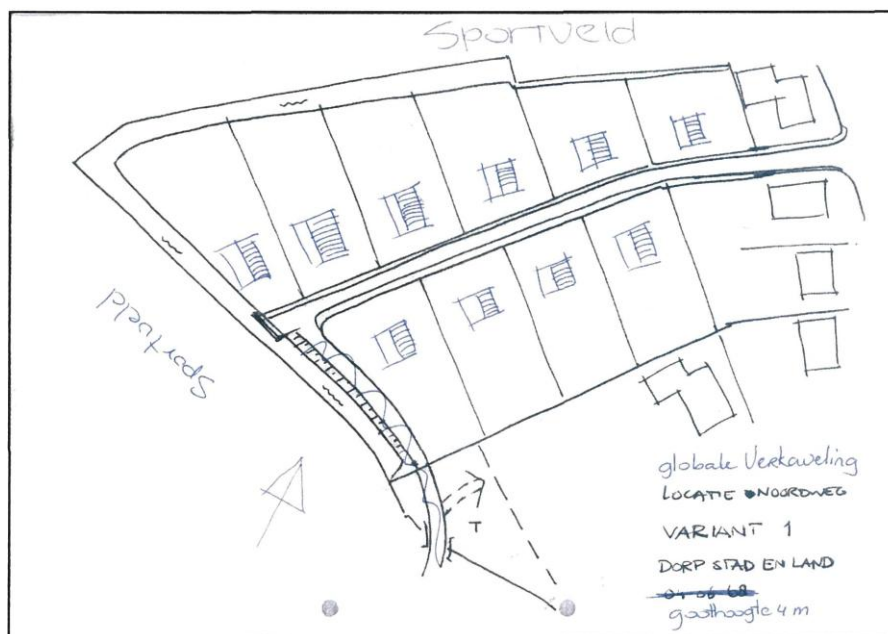 Sportveld
Sportveld
T
globale Verkaveling
LOCATIE NOORDWEG
VARIANT 1
DORP STAD EN LAND
goothoogte 4 m